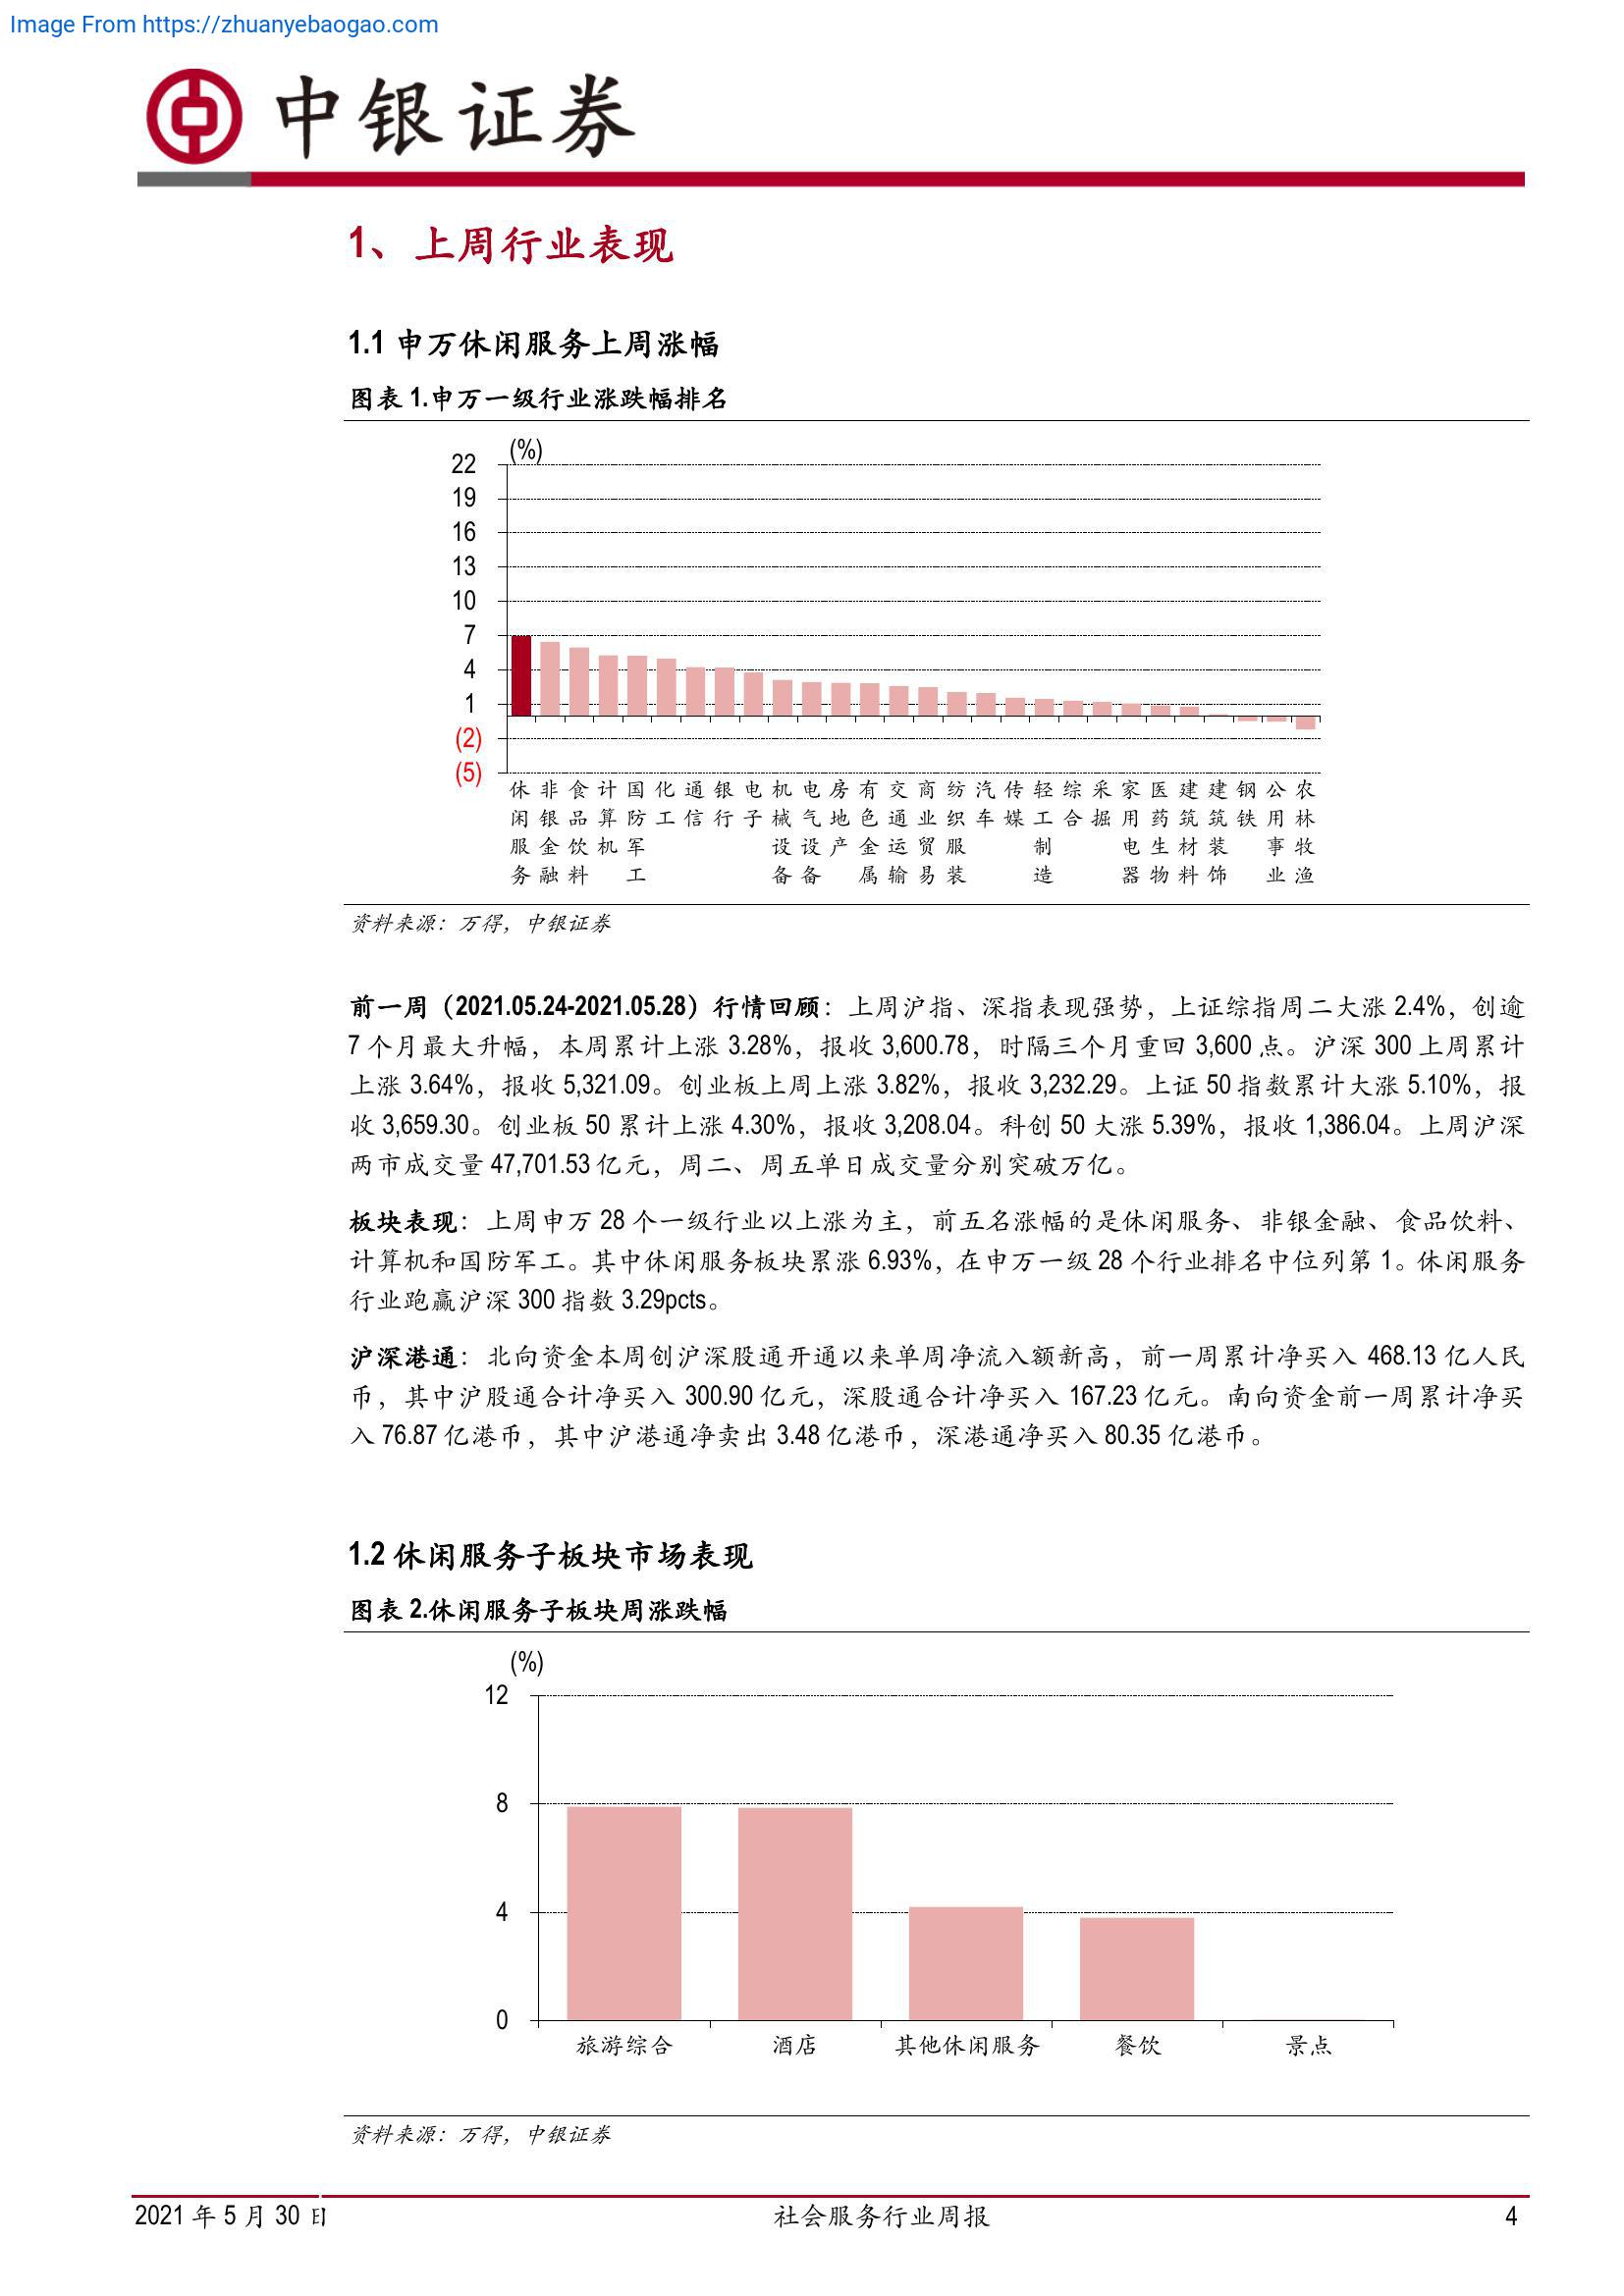 Image From https://zhuanyebaogao.com
中银证券
1、上周行业表现
1.1 申万休闲服务上周涨幅
图表 1.申万一级行业涨跌幅排名
(%)
22
19
16
13
10
7
4
1
(2)
(5)
休闲服务
非银金融
食品饮料
计算机
国防军工
化工
通信
银行
电子
机械设备
电气设备
房地产
有色金属
交通运输
商业贸易
纺织服装
汽车
传媒
轻工制造
综合
采掘
家用电器
医药生物
建筑材料
建筑装饰
钢铁
公用事业
农林牧渔
资料来源：万得，中银证券
前一周（2021.05.24-2021.05.28）行情回顾：上周沪指、深指表现强势，上证综指周二大涨 2.4%，创逾
7 个月最大升幅，本周累计上涨 3.28%，报收 3,600.78，时隔三个月重回 3,600 点。沪深 300 上周累计
上涨 3.64%，报收 5,321.09。创业板上周上涨 3.82%，报收 3,232.29。上证 50 指数累计大涨 5.10%，报
收 3,659.30。创业板 50 累计上涨 4.30%，报收 3,208.04。科创 50 大涨 5.39%，报收 1,386.04。上周沪深
两市成交量 47,701.53 亿元，周二、周五单日成交量分别突破万亿。
板块表现：上周申万 28 个一级行业以上涨为主，前五名涨幅的是休闲服务、非银金融、食品饮料、
计算机和国防军工。其中休闲服务板块累涨 6.93%，在申万一级 28 个行业排名中位列第 1。休闲服务
行业跑赢沪深 300 指数 3.29pcts。
沪深港通：北向资金本周创沪深股通开通以来单周净流入额新高，前一周累计净买入 468.13 亿人民
币，其中沪股通合计净买入 300.90 亿元，深股通合计净买入 167.23 亿元。南向资金前一周累计净买
入 76.87 亿港币，其中沪港通净卖出 3.48 亿港币，深港通净买入 80.35 亿港币。
1.2 休闲服务子板块市场表现
图表 2.休闲服务子板块周涨跌幅
(%)
12
8
4
0
旅游综合 酒店 其他休闲服务 餐饮 景点
资料来源：万得，中银证券
2021 年 5 月 30 日 社会服务行业周报 4